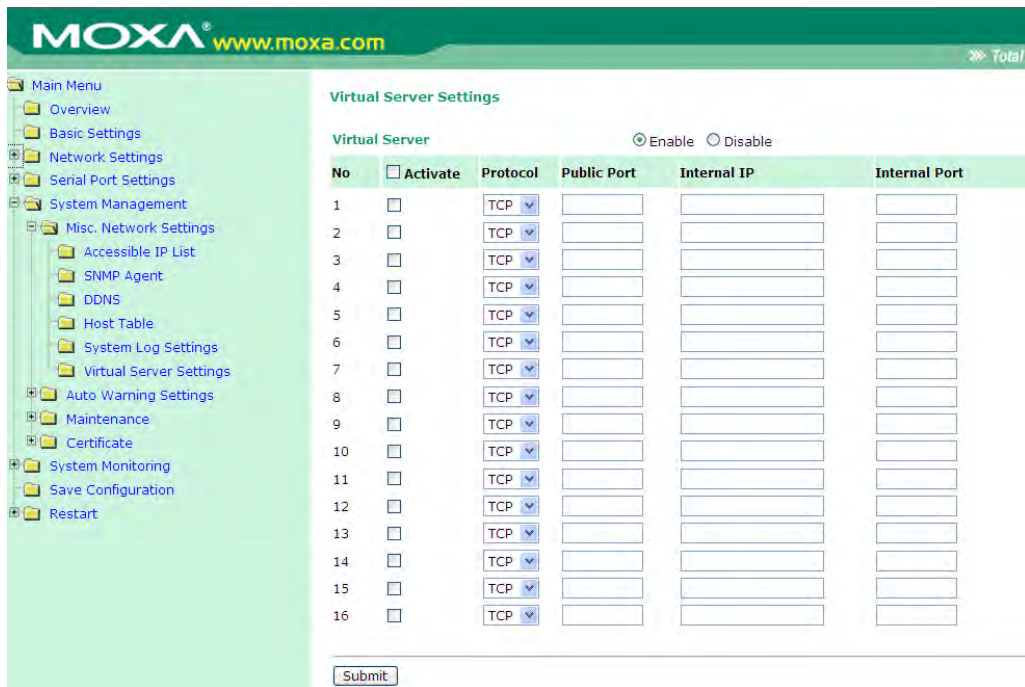 MOXA® www.moxa.com
Total
Main Menu
Overview
Basic Settings
Network Settings
Serial Port Settings
System Management
Misc. Network Settings
Accessible IP List
SNMP Agent
DDNS
Host Table
System Log Settings
Virtual Server Settings
Auto Warning Settings
Maintenance
Certificate
System Monitoring
Save Configuration
Restart
Virtual Server Settings
Virtual Server Enable Disable
No Activate Protocol Public Port Internal IP Internal Port
1 TCP
2 TCP
3 TCP
4 TCP
5 TCP
6 TCP
7 TCP
8 TCP
9 TCP
10 TCP
11 TCP
12 TCP
13 TCP
14 TCP
15 TCP
16 TCP
Submit